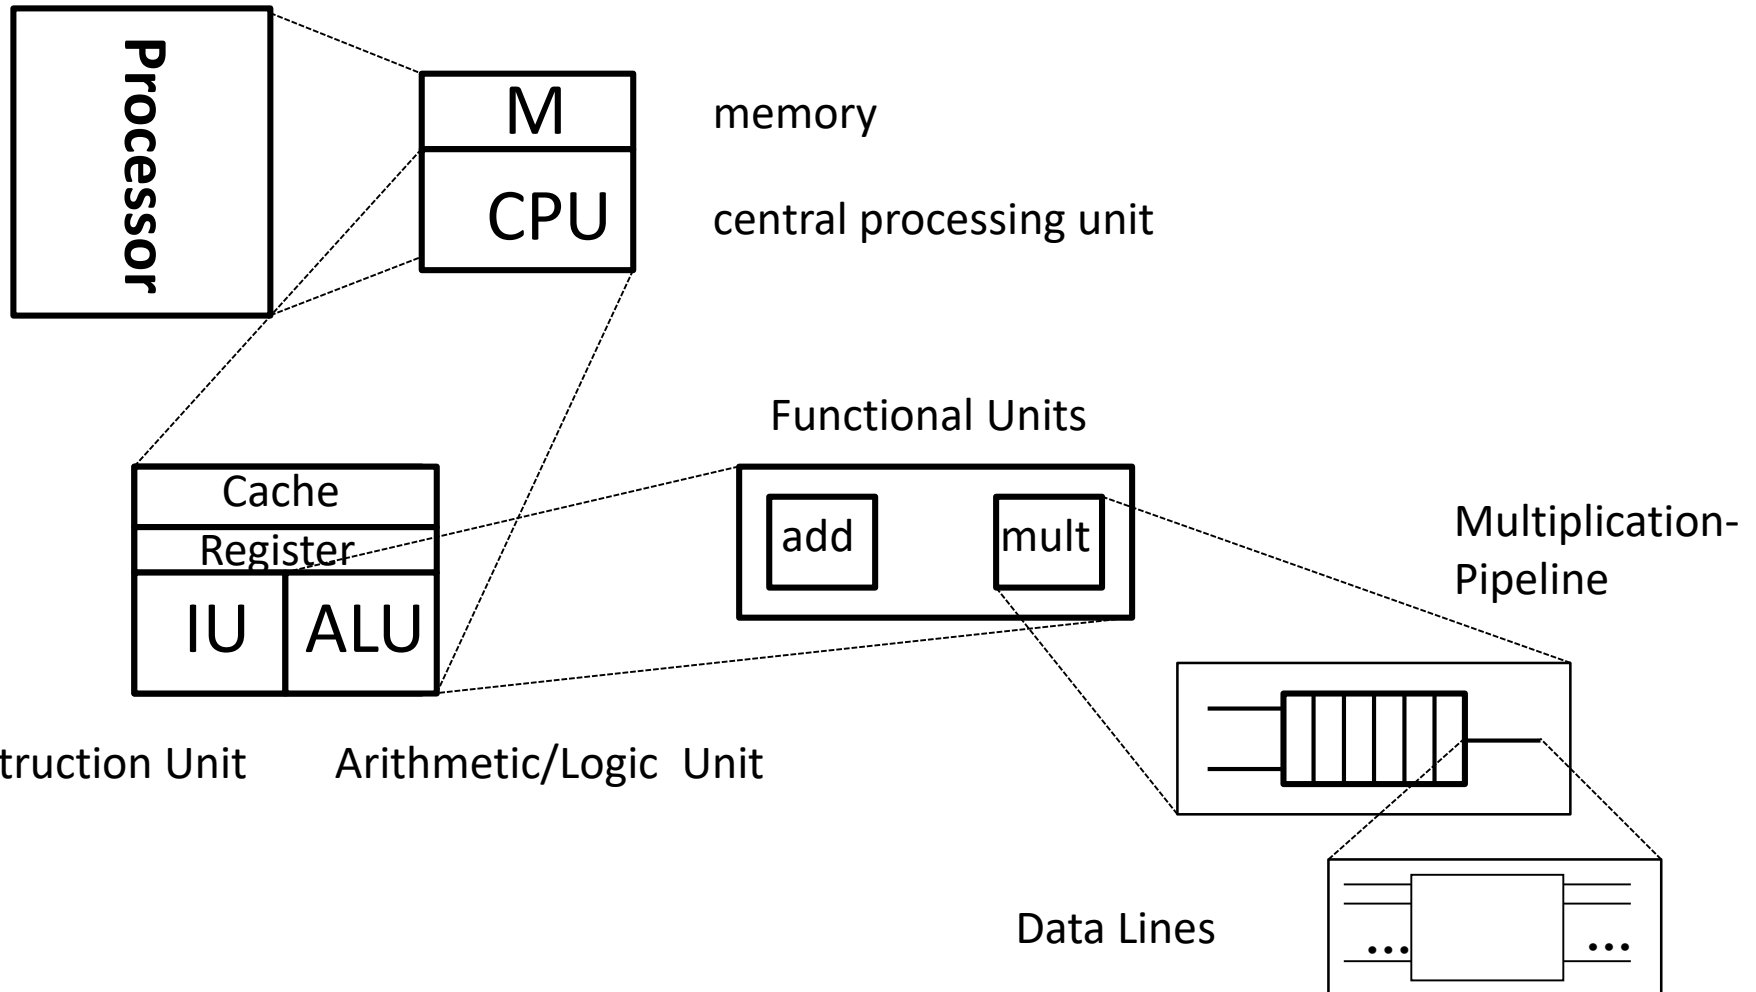 Processor
M
memory
CPU
central processing unit
Functional Units
Cache
Register
IU
ALU
add
mult
Multiplication-
Pipeline
truction Unit
Arithmetic/Logic Unit
Data Lines
...
...